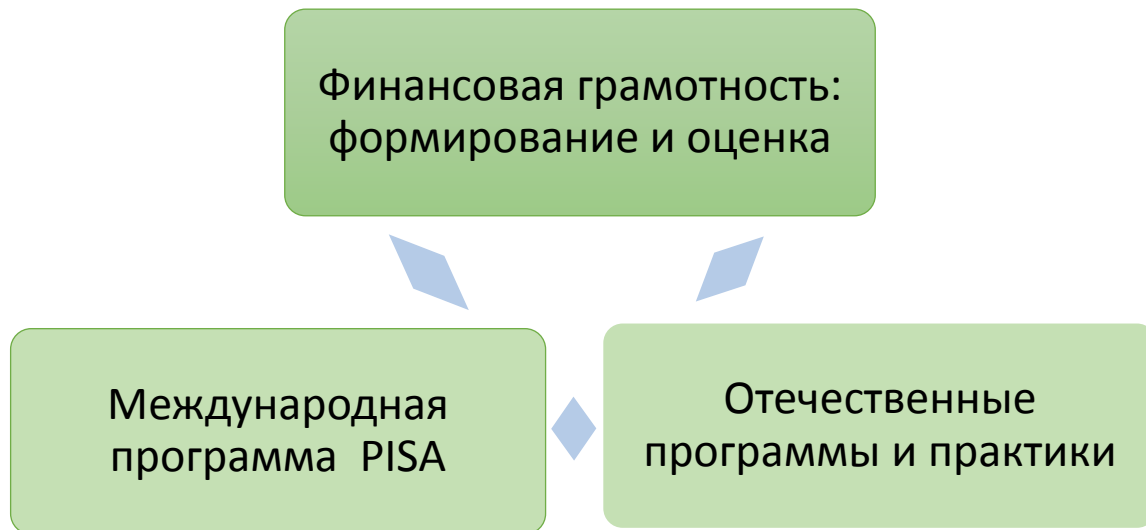 Финансовая грамотность:
формирование и оценка
Международная
программа PISA
Отечественные
программы и практики